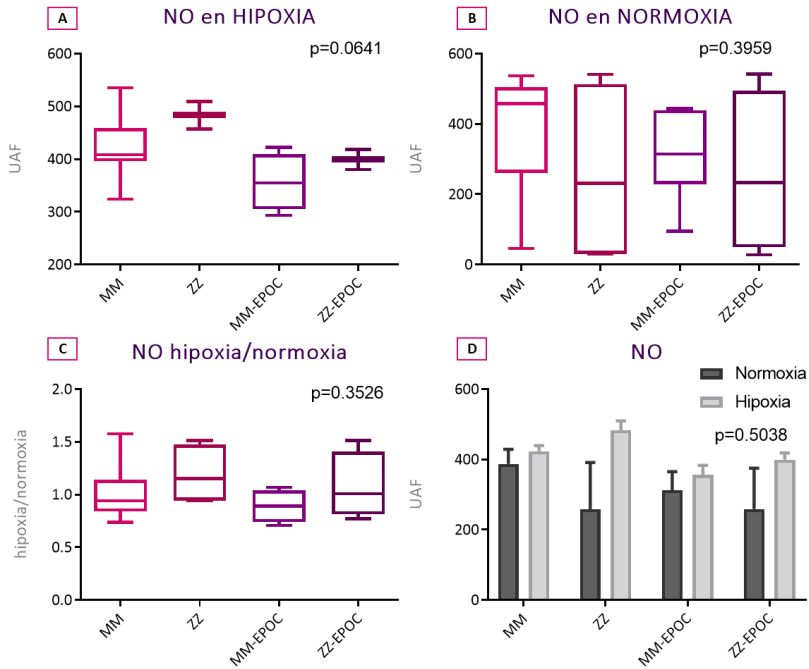 A
NO en HIPOXIA
p=0.0641
600
500
400
300
200
UAF
MM
ZZ
MM-EPOC
ZZ-EPOC
B
NO en NORMOXIA
p=0.3959
600
400
200
0
UAF
MM
ZZ
MM-EPOC
ZZ-EPOC
C
NO hipoxia/normoxia
p=0.3526
2.0
1.5
1.0
0.5
0.0
hipoxia/normoxia
MM
ZZ
MM-EPOC
ZZ-EPOC
D
NO
Normoxia
Hipoxia
p=0.5038
600
400
200
0
UAF
MM
ZZ
MM-EPOC
ZZ-EPOC